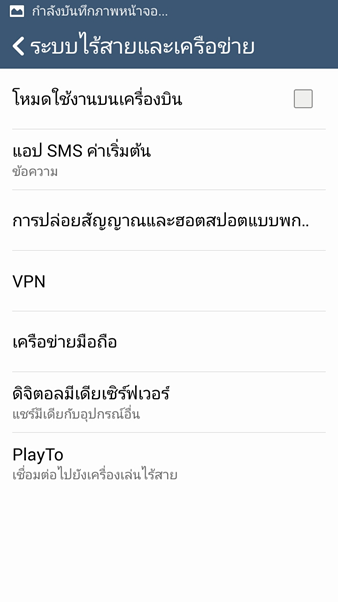 กำลังบันทึกภาพหน้าจอ...
ระบบไร้สายและเครือข่าย
โหมดใช้งานบนเครื่องบิน
แอป SMS ค่าเริ่มต้น
ข้อความ
การปล่อยสัญญาณและฮอตสปอตแบบพก..
VPN
เครือข่ายมือถือ
ดิจิตอลมีเดียเซิร์ฟเวอร์
แชร์มีเดียกับอุปกรณ์อื่น
PlayTo
เชื่อมต่อไปยังเครื่องเล่นไร้สาย